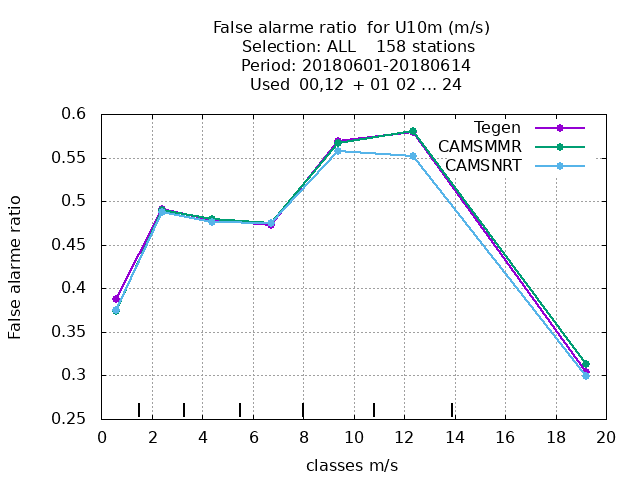 False alarme ratio  for U10m (m/s)
Selection: ALL    158 stations
Period: 20180601-20180614
Used  00,12  + 01 02 ... 24
Tegen
CAMSMMR
CAMSNRT
0.6
0.55
0.5
0.45
0.4
0.35
0.3
0.25
False alarme ratio
0 2 4 6 8 10 12 14 16 18 20
classes m/s